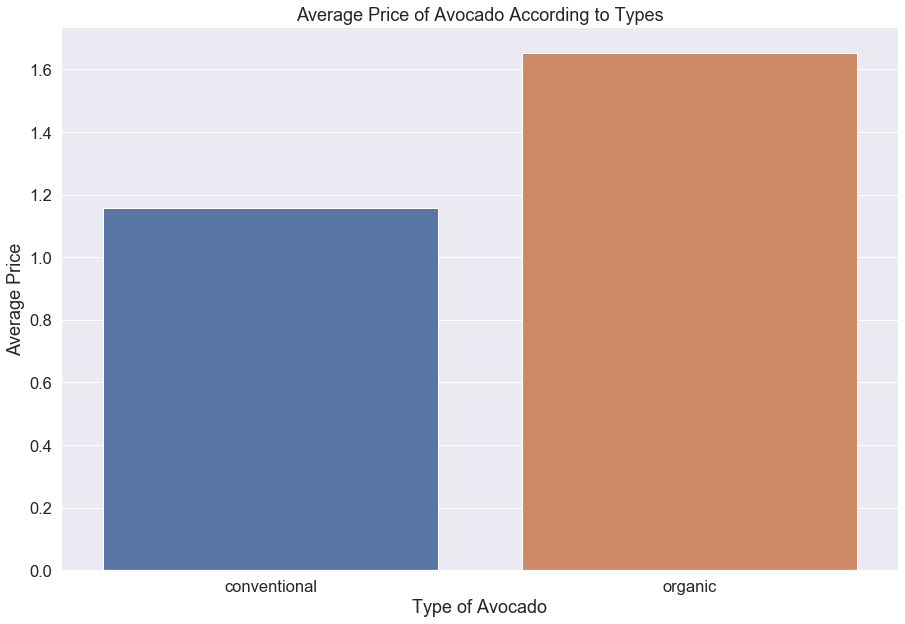 Average Price of Avocado According to Types
1.6
1.4
1.2
1.0
0.8
0.6
0.4
0.2
0.0
Average Price
conventional
organic
Type of Avocado